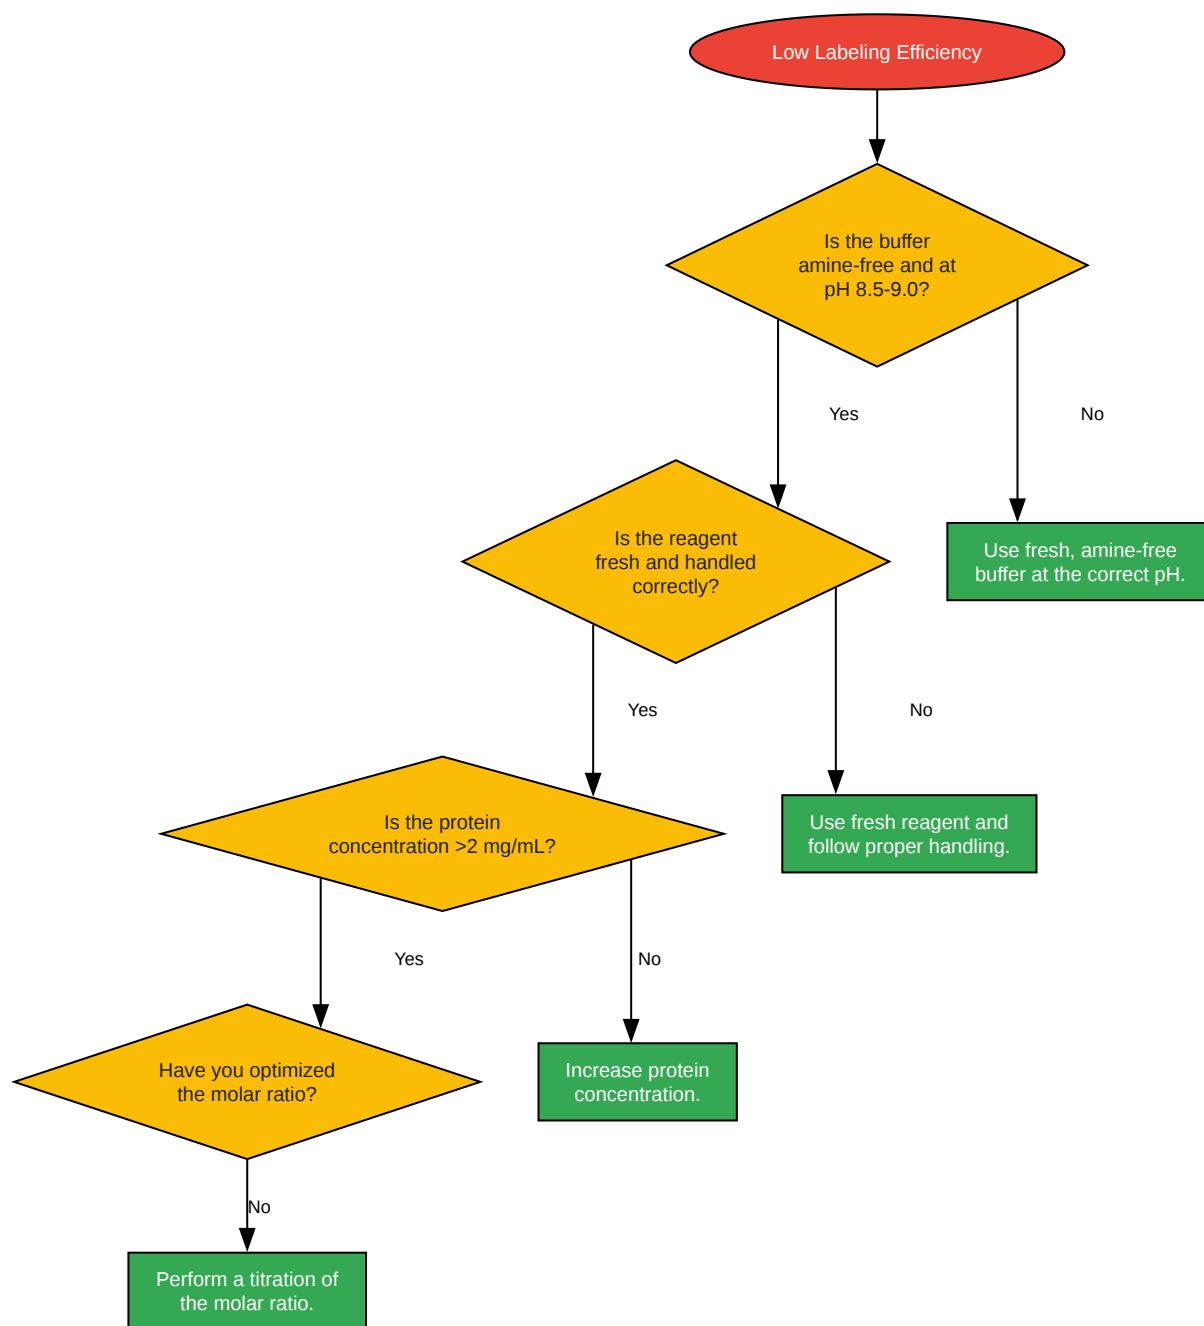 Low Labeling Efficiency
Is the buffer
amine-free and at
pH 8.5-9.0?
Yes
No
Is the reagent
fresh and handled
correctly?
Use fresh, amine-free
buffer at the correct pH.
Yes
No
Is the protein
concentration >2 mg/mL?
Use fresh reagent and
follow proper handling.
Yes
No
Have you optimized
the molar ratio?
Increase protein
concentration.
No
Perform a titration of
the molar ratio.